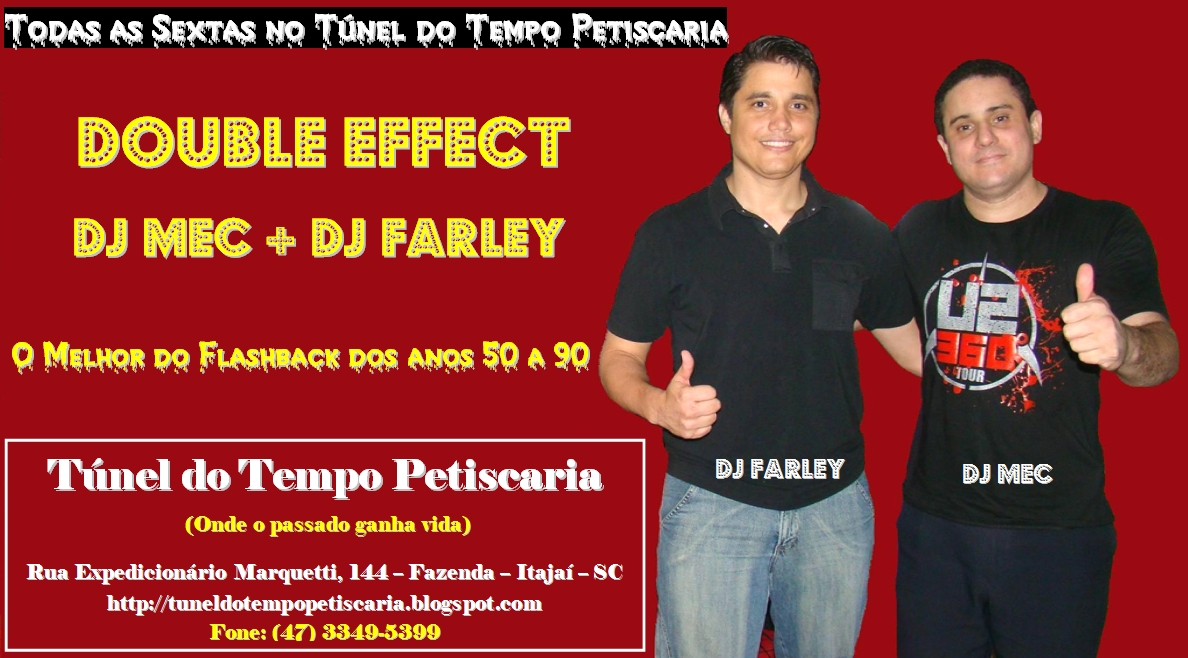 Todas as Sextas no Túnel do Tempo Petiscaria
DOUBLE EFFECT
DJ MEC + DJ FARLEY
O Melhor do Flashback dos anos 50 a 90
Túnel do Tempo Petiscaria
(Onde o passado ganha vida)
Rua Expedicionário Marquetti, 144 – Fazenda – Itajaí – SC
http://tuneldotempopetiscaria.blogspot.com
Fone: (47) 3349-5399
U2
360°
TOUR
DJ FARLEY
DJ MEC